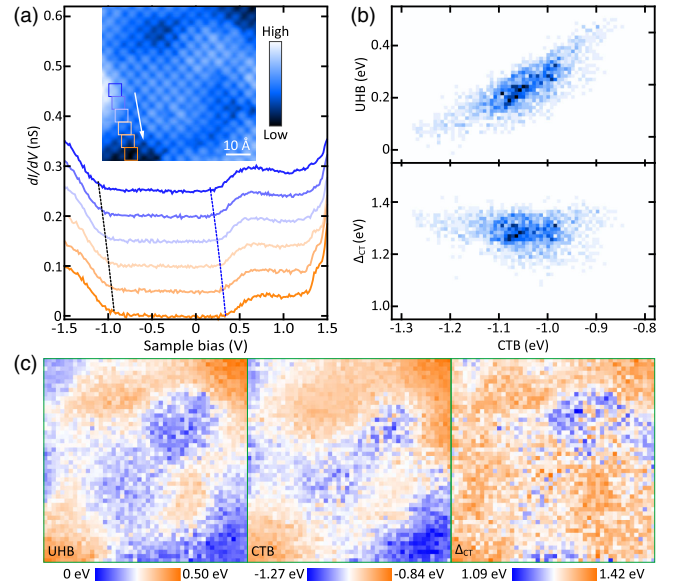 (a)
0.6
0.5
0.4
0.3
0.2
0.1
0
dI/dV (nS)
High
Low
10 Å
-1.5
-1.0
-0.5
0
0.5
1.0
1.5
Sample bias (V)
(b)
0.4
0.2
0
UHB (eV)
1.4
1.2
1.0
ΔCT (eV)
-1.3
-1.2
-1.1
-1.0
-0.9
-0.8
CTB (eV)
(c)
UHB
CTB
ΔCT
0 eV
0.50 eV
-1.27 eV
-0.84 eV
1.09 eV
1.42 eV